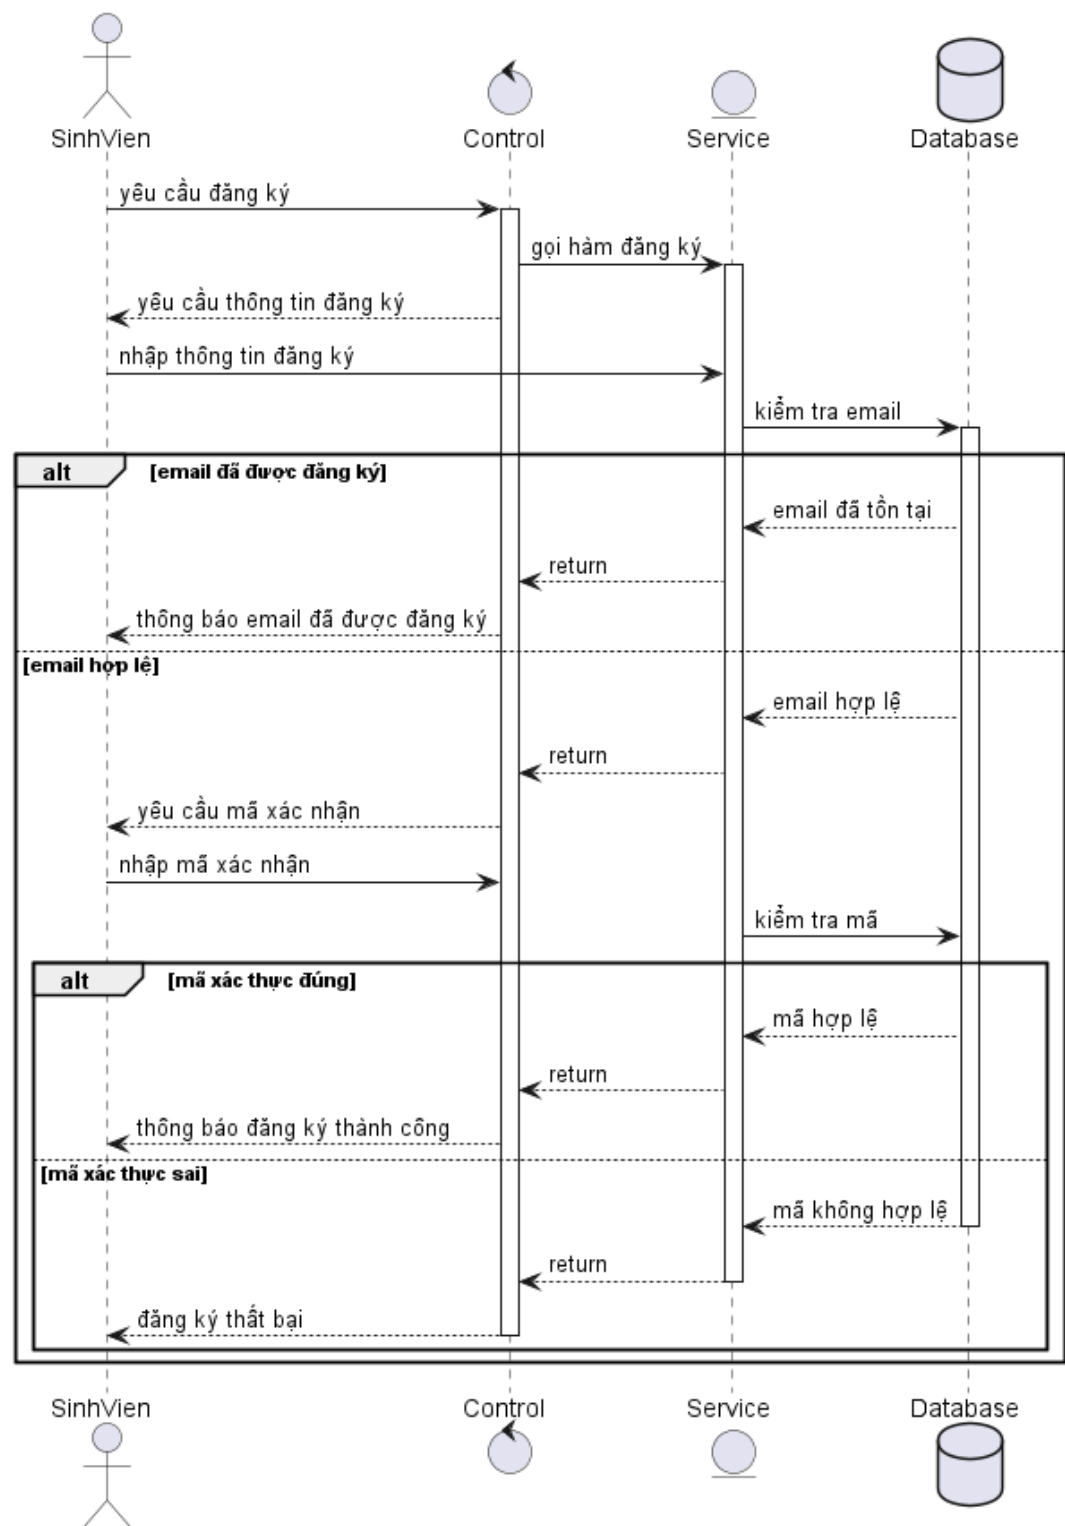 SinhVien
Control
Service
Database
yêu cầu đăng ký
gọi hàm đăng ký
yêu cầu thông tin đăng ký
nhập thông tin đăng ký
kiểm tra email
alt [email đã được đăng ký]
email đã tồn tại
return
thông báo email đã được đăng ký
[email hợp lệ]
email hợp lệ
return
yêu cầu mã xác nhận
nhập mã xác nhận
kiểm tra mã
alt [mã xác thực đúng]
mã hợp lệ
return
thông báo đăng ký thành công
[mã xác thực sai]
mã không hợp lệ
return
đăng ký thất bại
SinhVien
Control
Service
Database